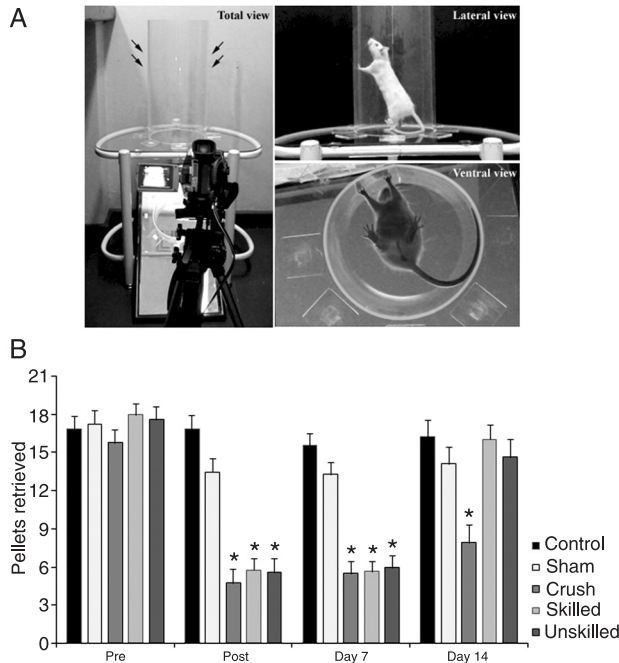 A
Total view
Lateral view
Ventral view
B
Pellets retrieved
21
18
15
12
9
6
3
0
* * *
* * *
*
Pre Post Day 7 Day 14
Control
Sham
Crush
Skilled
Unskilled